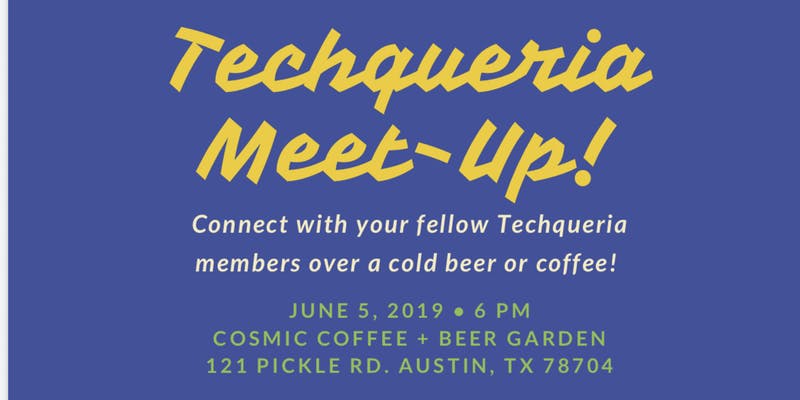 Techqueria
Meet-Up!
Connect with your fellow Techqueria
members over a cold beer or coffee!
JUNE 5, 2019 • 6 PM
COSMIC COFFEE + BEER GARDEN
121 PICKLE RD. AUSTIN, TX 78704